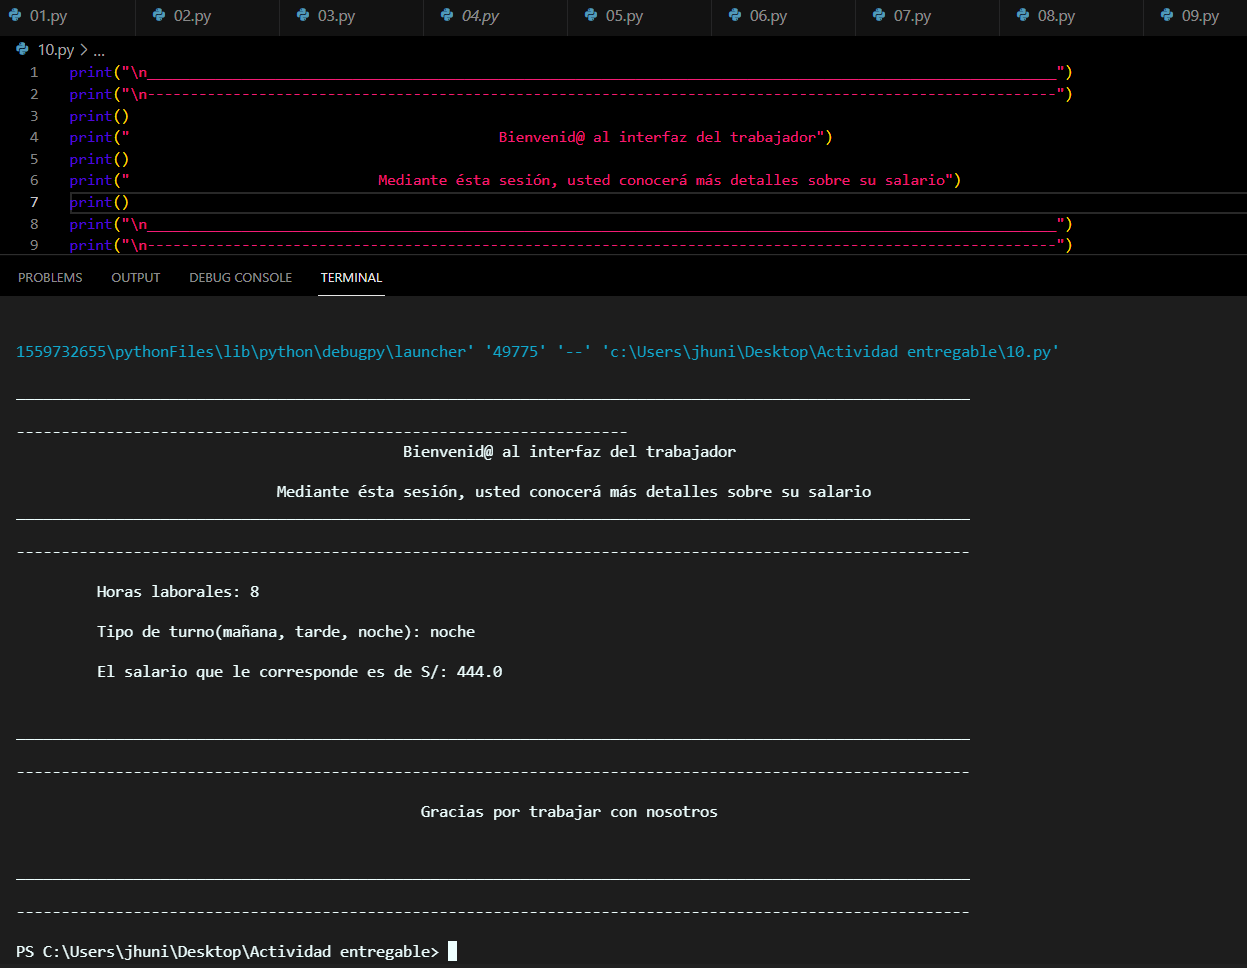 01.py 02.py 03.py 04.py 05.py 06.py 07.py 08.py 09.py
10.py > ...
1 print("\n__________________________________________________________________________________________________________")
2 print("\n----------------------------------------------------------------------------------------------------------")
3 print()
4 print("                                           Bienvenid@ al interfaz del trabajador")
5 print()
6 print("                             Mediante ésta sesión, usted conocerá más detalles sobre su salario")
7 print()
8 print("\n__________________________________________________________________________________________________________")
9 print("\n----------------------------------------------------------------------------------------------------------")
PROBLEMS OUTPUT DEBUG CONSOLE TERMINAL
1559732655\pythonFiles\lib\python\debugpy\launcher' '49775' '--' 'c:\Users\jhuni\Desktop\Actividad entregable\10.py'
__________________________________________________________________________________________________________
--------------------------------------------------------------------
Bienvenid@ al interfaz del trabajador
Mediante ésta sesión, usted conocerá más detalles sobre su salario
__________________________________________________________________________________________________________
----------------------------------------------------------------------------------------------------------
Horas laborales: 8
Tipo de turno(mañana, tarde, noche): noche
El salario que le corresponde es de S/: 444.0
__________________________________________________________________________________________________________
----------------------------------------------------------------------------------------------------------
Gracias por trabajar con nosotros
__________________________________________________________________________________________________________
----------------------------------------------------------------------------------------------------------
PS C:\Users\jhuni\Desktop\Actividad entregable>